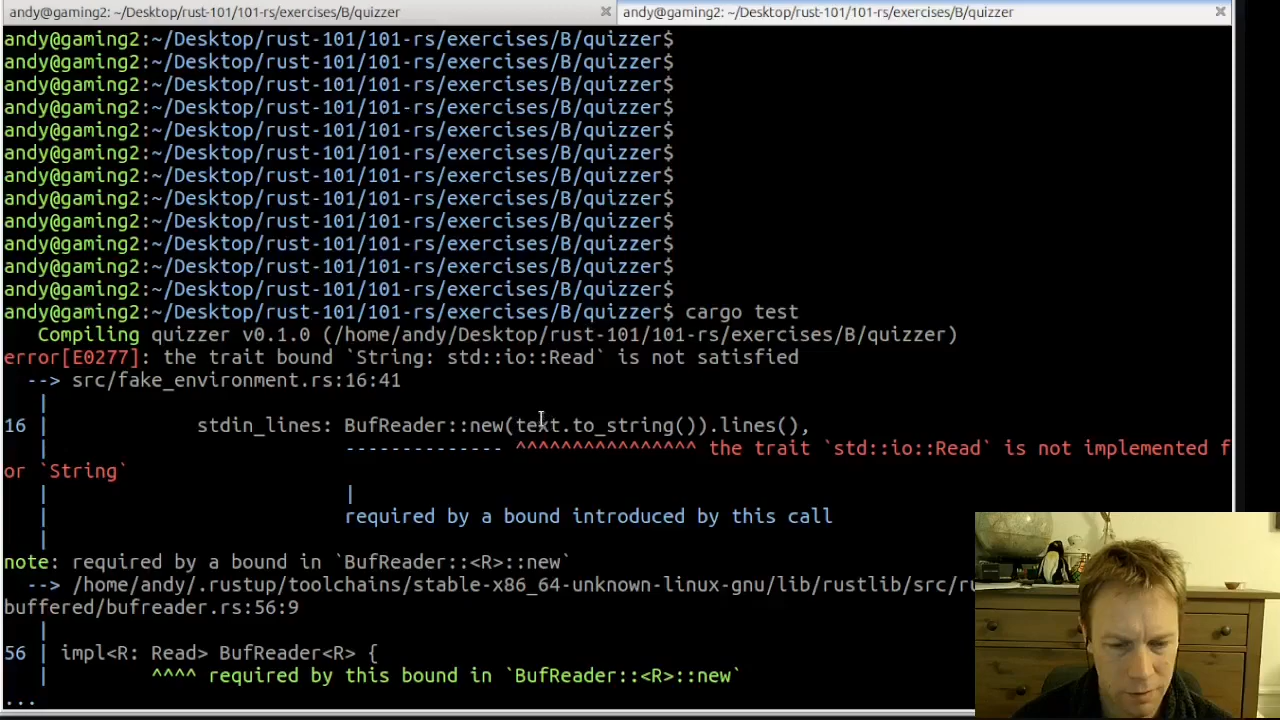 andy@gaming2: ~/Desktop/rust-101/101-rs/exercises/B/quizzer
andy@gaming2: ~/Desktop/rust-101/101-rs/exercises/B/quizzer
andy@gaming2:~/Desktop/rust-101/101-rs/exercises/B/quizzer$
andy@gaming2:~/Desktop/rust-101/101-rs/exercises/B/quizzer$
andy@gaming2:~/Desktop/rust-101/101-rs/exercises/B/quizzer$
andy@gaming2:~/Desktop/rust-101/101-rs/exercises/B/quizzer$
andy@gaming2:~/Desktop/rust-101/101-rs/exercises/B/quizzer$
andy@gaming2:~/Desktop/rust-101/101-rs/exercises/B/quizzer$
andy@gaming2:~/Desktop/rust-101/101-rs/exercises/B/quizzer$
andy@gaming2:~/Desktop/rust-101/101-rs/exercises/B/quizzer$
andy@gaming2:~/Desktop/rust-101/101-rs/exercises/B/quizzer$
andy@gaming2:~/Desktop/rust-101/101-rs/exercises/B/quizzer$
andy@gaming2:~/Desktop/rust-101/101-rs/exercises/B/quizzer$
andy@gaming2:~/Desktop/rust-101/101-rs/exercises/B/quizzer$
andy@gaming2:~/Desktop/rust-101/101-rs/exercises/B/quizzer$ cargo test
   Compiling quizzer v0.1.0 (/home/andy/Desktop/rust-101/101-rs/exercises/B/quizzer)
error[E0277]: the trait bound `String: std::io::Read` is not satisfied
  --> src/fake_environment.rs:16:41
   |
16 |             stdin_lines: BufReader::new(text.to_string()).lines(),
   |                          -------------- ^^^^^^^^^^^^^^^^ the trait `std::io::Read` is not implemented f
or `String`
   |                          |
   |                          required by a bound introduced by this call
   |
note: required by a bound in `BufReader::<R>::new`
  --> /home/andy/.rustup/toolchains/stable-x86_64-unknown-linux-gnu/lib/rustlib/src/ru
buffered/bufreader.rs:56:9
   |
56 | impl<R: Read> BufReader<R> {
   |         ^^^^ required by this bound in `BufReader::<R>::new`
...